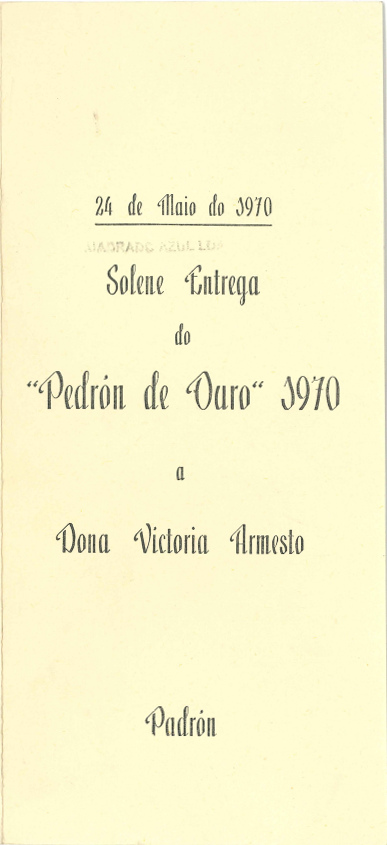 24 de Maio do 1970
Solene Entrega
do
“Pedrón de Ouro“ 1970
a
Dona Victoria Armesto
Padrón